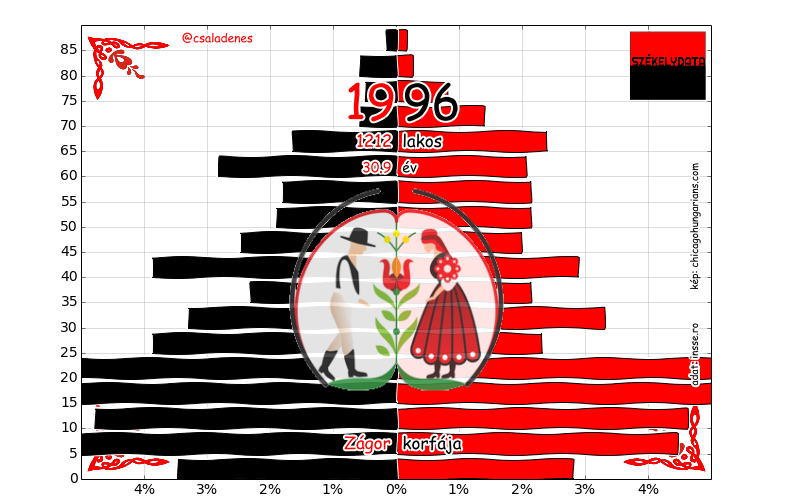 @csaladenes
SZÉKELYDATA
1996
1212 lakos
30.9 év
Zágor korfája
kép: chicagohungarians.com
adat: insse.ro
85
80
75
70
65
60
55
50
45
40
35
30
25
20
15
10
5
0
4% 3% 2% 1% 0% 1% 2% 3% 4%